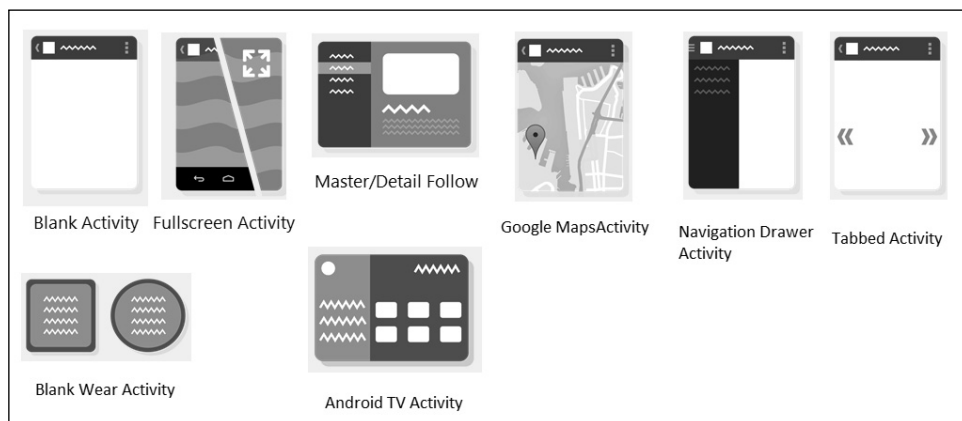 Blank Activity
Fullscreen Activity
Master/Detail Follow
Google MapsActivity
Navigation Drawer
Activity
Tabbed Activity
Blank Wear Activity
Android TV Activity